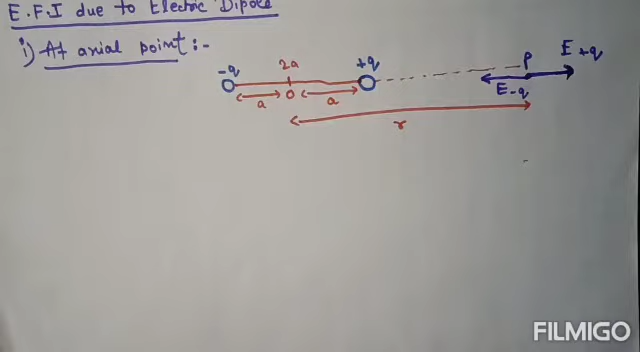 E.F.I due to Electric Dipole
i) At axial point:-
-q 2a +q P E+q
a O a E-q
r
FILMIGO